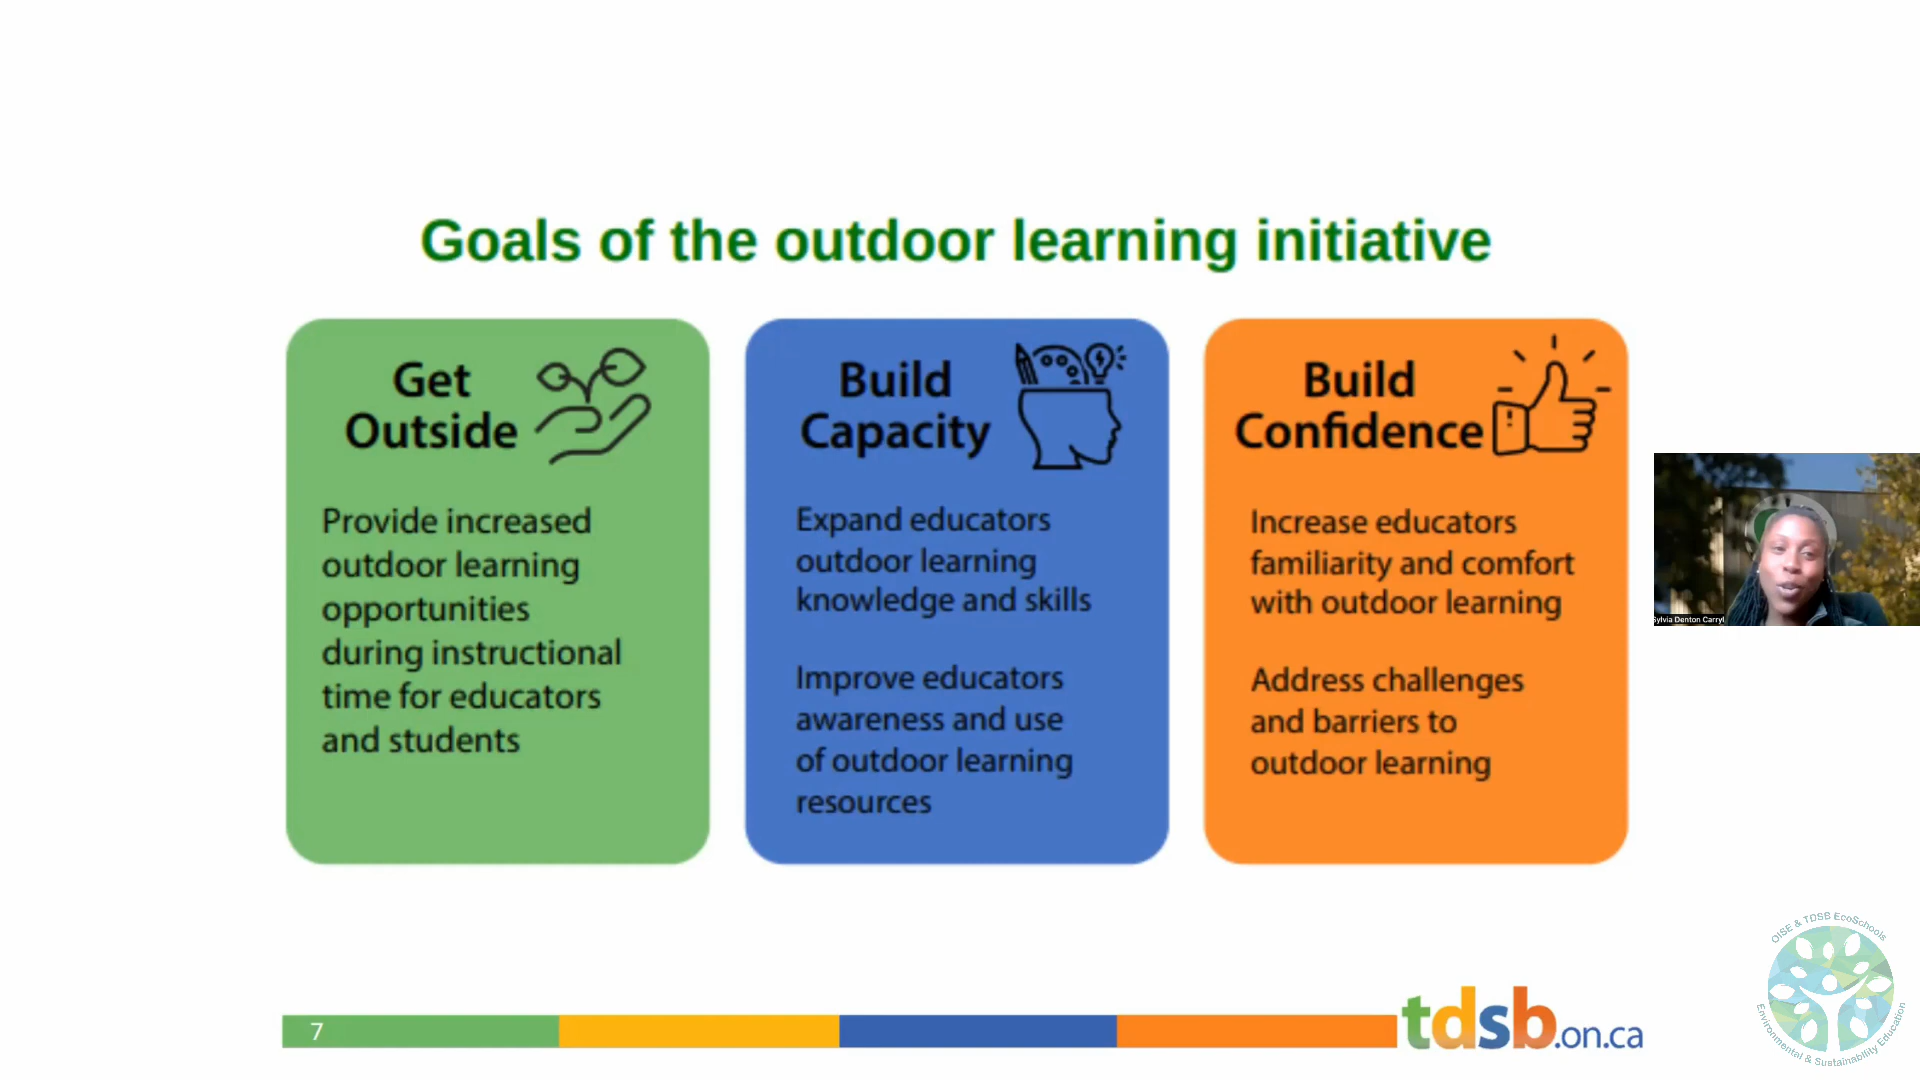 Goals of the outdoor learning initiative
Get
Outside
Provide increased
outdoor learning
opportunities
during instructional
time for educators
and students
Build
Capacity
Expand educators
outdoor learning
knowledge and skills
Improve educators
awareness and use
of outdoor learning
resources
Build
Confidence
Increase educators
familiarity and comfort
with outdoor learning
Address challenges
and barriers to
outdoor learning
Sylvia Denton Carryl
7
tdsb.on.ca
OISE & TDSB EcoSchools
Environmental & Sustainability Education